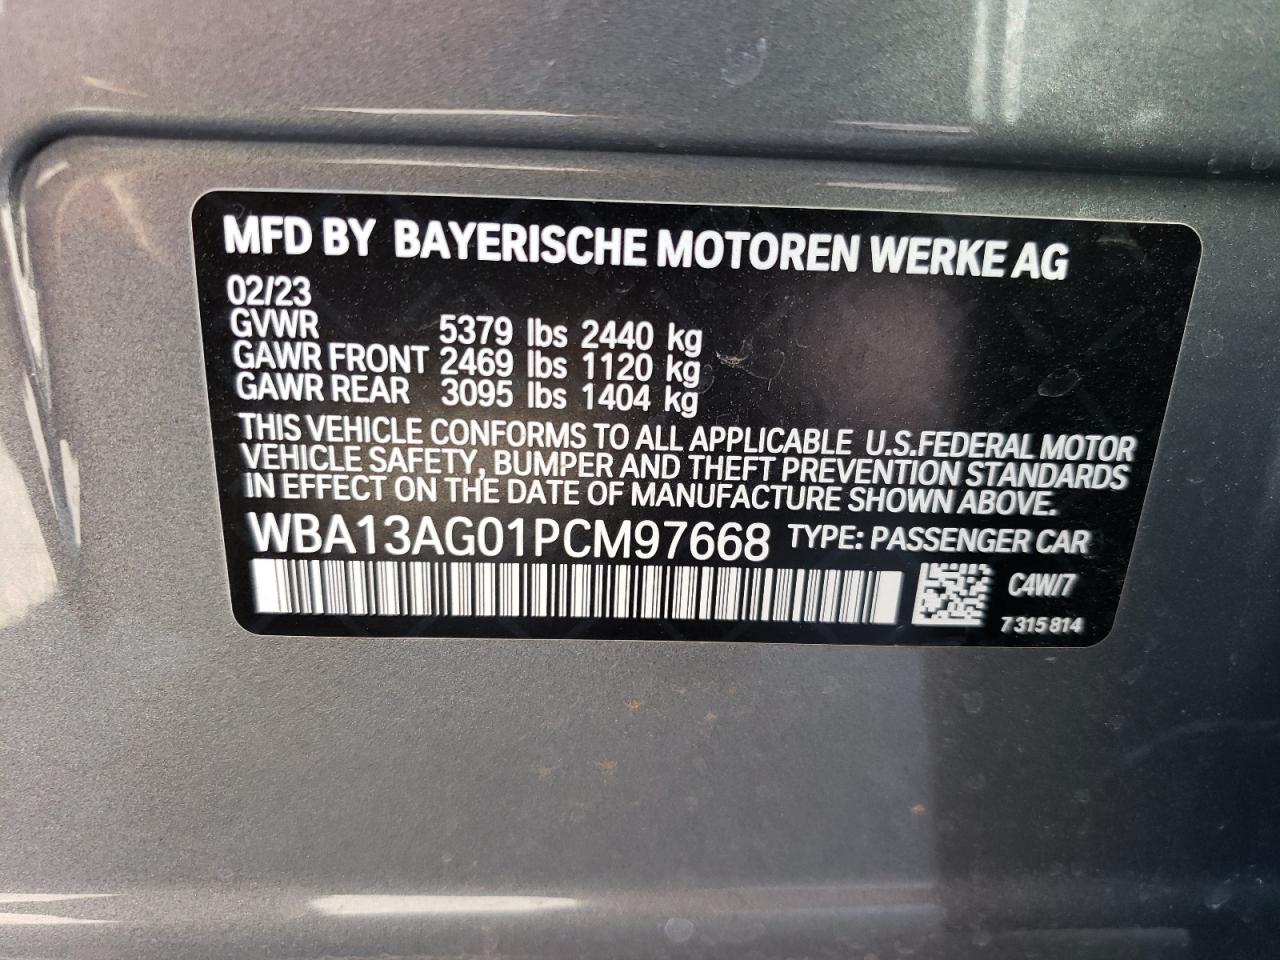 MFD BY BAYERISCHE MOTOREN WERKE AG
02/23
GVWR 5379 lbs 2440 kg
GAWR FRONT 2469 lbs 1120 kg
GAWR REAR 3095 lbs 1404 kg
THIS VEHICLE CONFORMS TO ALL APPLICABLE U.S.FEDERAL MOTOR
VEHICLE SAFETY, BUMPER AND THEFT PREVENTION STANDARDS
IN EFFECT ON THE DATE OF MANUFACTURE SHOWN ABOVE.
WBA13AG01PCM97668 TYPE: PASSENGER CAR
C4W/7
7 315 814